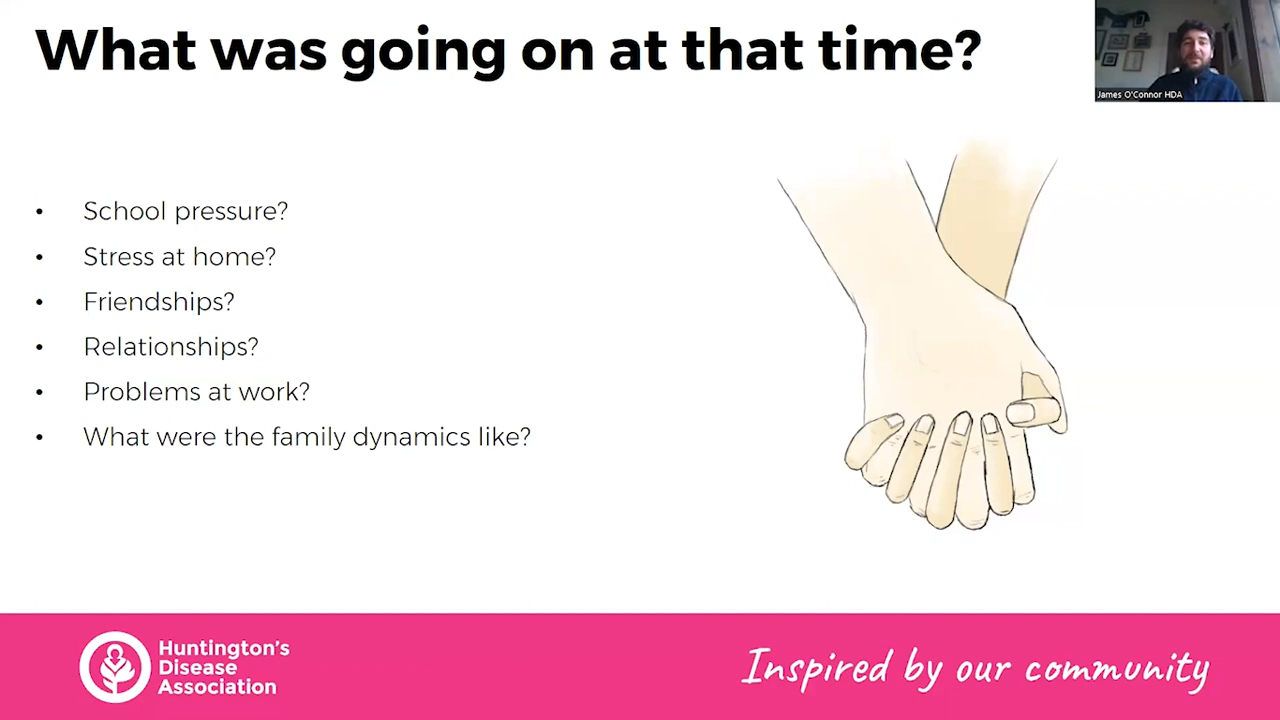 What was going on at that time?
James O'Connor HDA
• School pressure?
• Stress at home?
• Friendships?
• Relationships?
• Problems at work?
• What were the family dynamics like?
Huntington's
Disease
Association
Inspired by our community